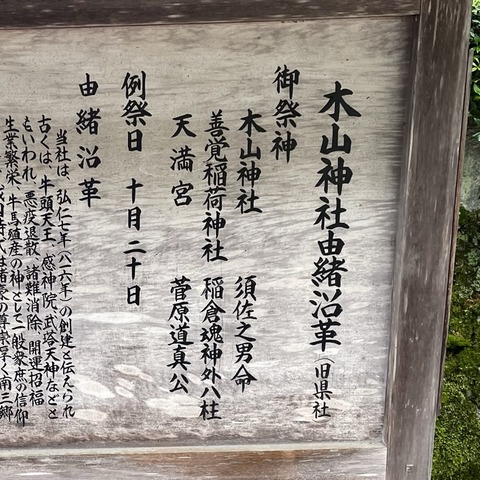 木山神社由緒沿革(旧県社)
御祭神
木山神社 須佐之男命
善覚稲荷神社 稲倉魂神外八柱
天満宮 菅原道真公
例祭日 十月二十日
由緒沿革
当社は、弘仁七年(八一六年)の創建と伝えられ
古くは、牛頭天王、感神院、武塔天神などと
もいわれ、悪疫退散、諸難消除、開運招福
生業繁栄、牛馬殖産の神として一般衆庶の信仰